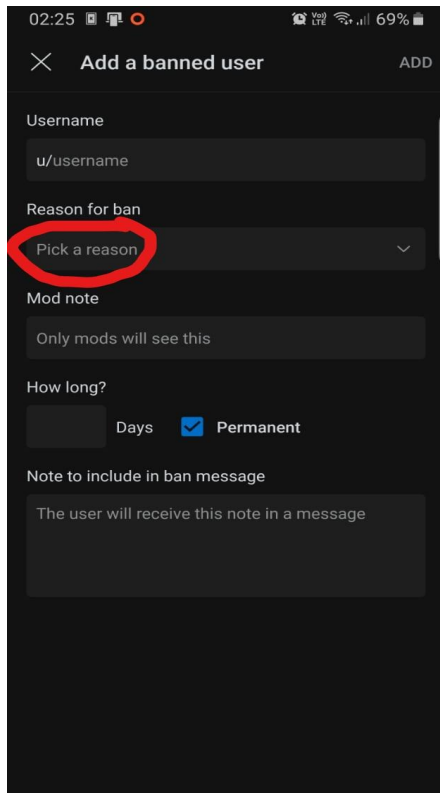 02:25 69%
Add a banned user ADD
Username
u/username
Reason for ban
Pick a reason
Mod note
Only mods will see this
How long?
Days Permanent
Note to include in ban message
The user will receive this note in a message